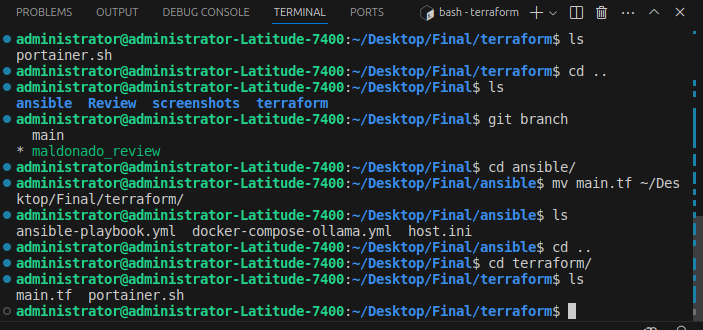 PROBLEMS OUTPUT DEBUG CONSOLE TERMINAL PORTS bash - terraform
administrator@administrator-Latitude-7400:~/Desktop/Final/terraform$ ls
portainer.sh
administrator@administrator-Latitude-7400:~/Desktop/Final/terraform$ cd ..
administrator@administrator-Latitude-7400:~/Desktop/Final$ ls
ansible Review screenshots terraform
administrator@administrator-Latitude-7400:~/Desktop/Final$ git branch
main
* maldonado_review
administrator@administrator-Latitude-7400:~/Desktop/Final$ cd ansible/
administrator@administrator-Latitude-7400:~/Desktop/Final/ansible$ mv main.tf ~/Des
ktop/Final/terraform/
administrator@administrator-Latitude-7400:~/Desktop/Final/ansible$ ls
ansible-playbook.yml docker-compose-ollama.yml host.ini
administrator@administrator-Latitude-7400:~/Desktop/Final/ansible$ cd ..
administrator@administrator-Latitude-7400:~/Desktop/Final$ cd terraform/
administrator@administrator-Latitude-7400:~/Desktop/Final/terraform$ ls
main.tf portainer.sh
administrator@administrator-Latitude-7400:~/Desktop/Final/terraform$